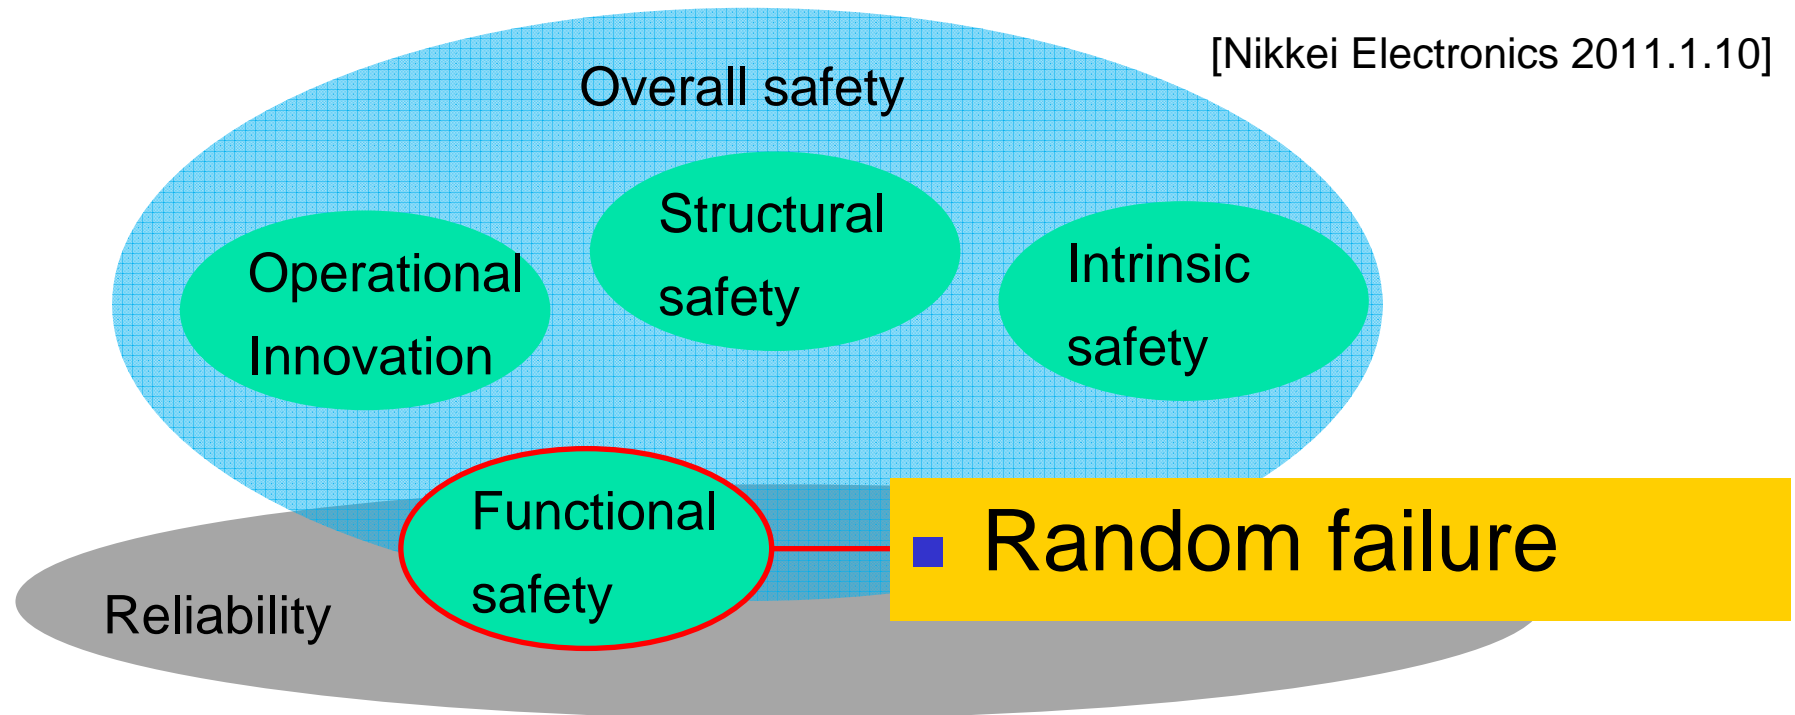 [Nikkei Electronics 2011.1.10]
Overall safety
Structural
safety
Operational
Innovation
Intrinsic
safety
Functional
safety
Random failure
Reliability